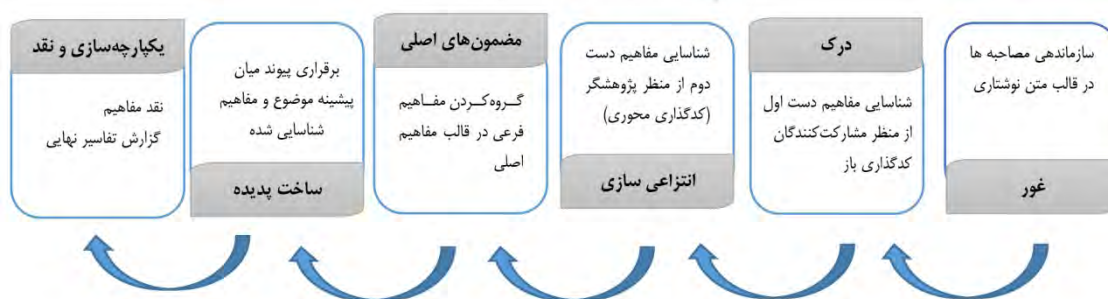 سازماندهی مصاحبه ها
در قالب متن نوشتاری
غور
درک
شناسایی مفاهیم دست اول
از منظر مشارکت‌کنندگان
کدگذاری باز
شناسایی مفاهیم دست
دوم از منظر پژوهشگر
(کدگذاری محوری)
انتزاعی سازی
مضمون‌های اصلی
گـــروه‌کـردن مفــاهیم
فرعی در قالب مفاهیم
اصلی
برقراری پیوند میان
پیشینه موضوع و مفاهیم
شناسایی شده
ساخت پدیده
یکپارچه‌سازی و نقد
نقد مفاهیم
گزارش تفاسیر نهایی